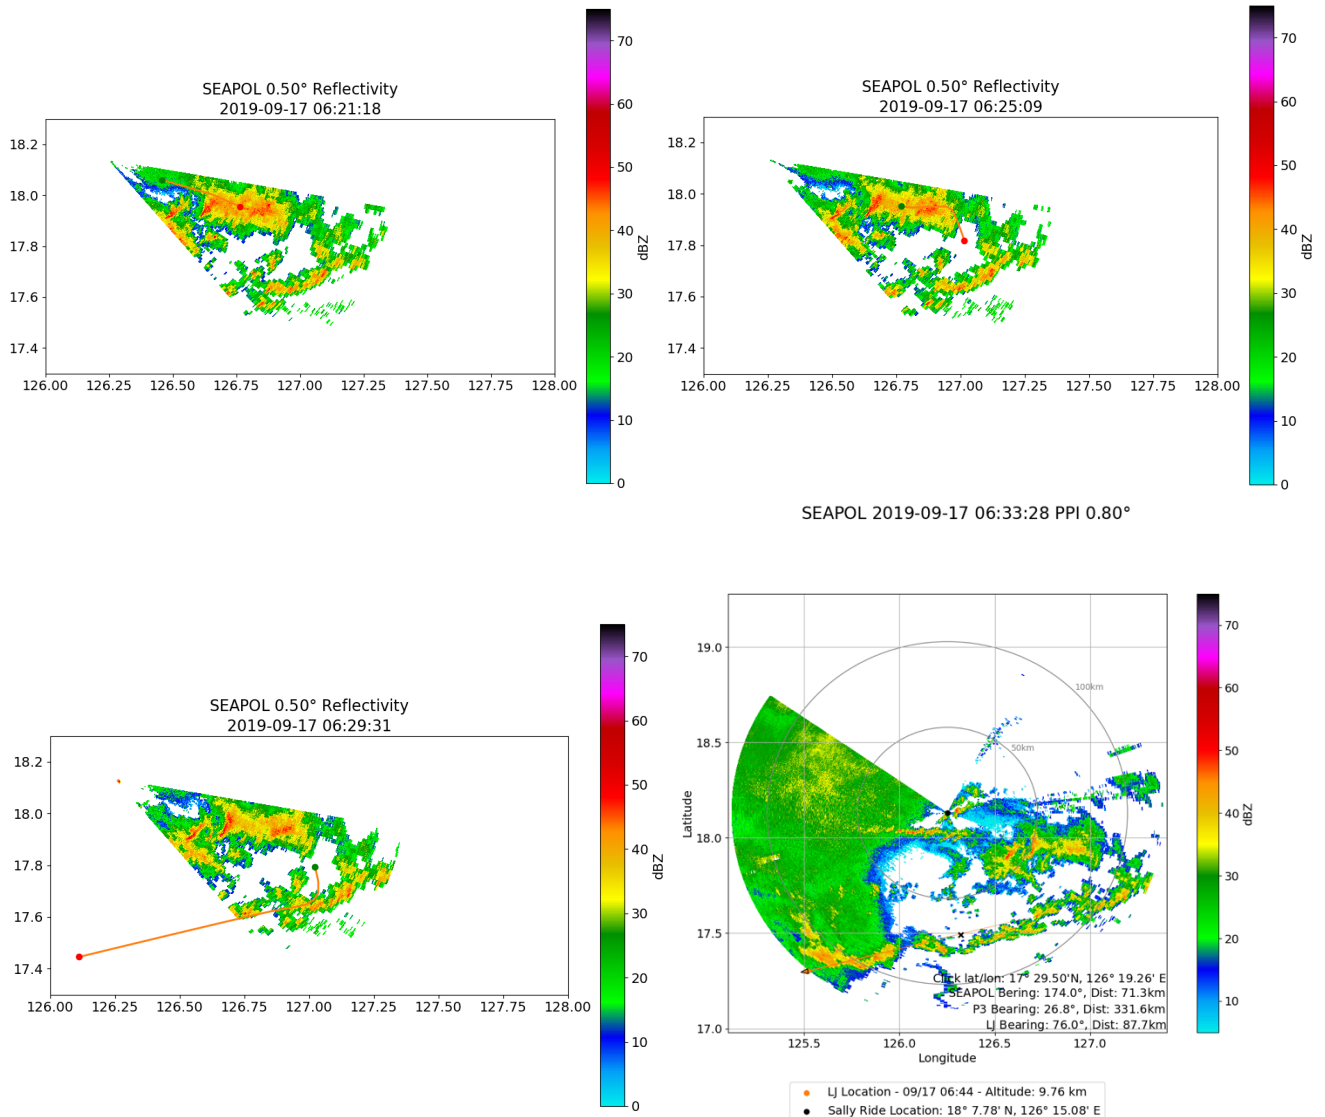 SEAPOL 0.50° Reflectivity
2019-09-17 06:21:18
18.2
18.0
17.8
17.6
17.4
126.00 126.25 126.50 126.75 127.00 127.25 127.50 127.75 128.00
70
60
50
40
30
20
10
0
dBZ
SEAPOL 0.50° Reflectivity
2019-09-17 06:25:09
18.2
18.0
17.8
17.6
17.4
126.00 126.25 126.50 126.75 127.00 127.25 127.50 127.75 128.00
70
60
50
40
30
20
10
0
dBZ
SEAPOL 0.50° Reflectivity
2019-09-17 06:29:31
18.2
18.0
17.8
17.6
17.4
126.00 126.25 126.50 126.75 127.00 127.25 127.50 127.75 128.00
70
60
50
40
30
20
10
0
dBZ
SEAPOL 2019-09-17 06:33:28 PPI 0.80°
19.0
18.5
18.0
17.5
17.0
Latitude
100km
50km
Click lat/lon: 17° 29.50'N, 126° 19.26' E
SEAPOL Bering: 174.0°, Dist: 71.3km
P3 Bearing: 26.8°, Dist: 331.6km
LJ Bearing: 76.0°, Dist: 87.7km
125.5 126.0 126.5 127.0
Longitude
70
60
50
40
30
20
10
dBZ
LJ Location - 09/17 06:44 - Altitude: 9.76 km
Sally Ride Location: 18° 7.78' N, 126° 15.08' E